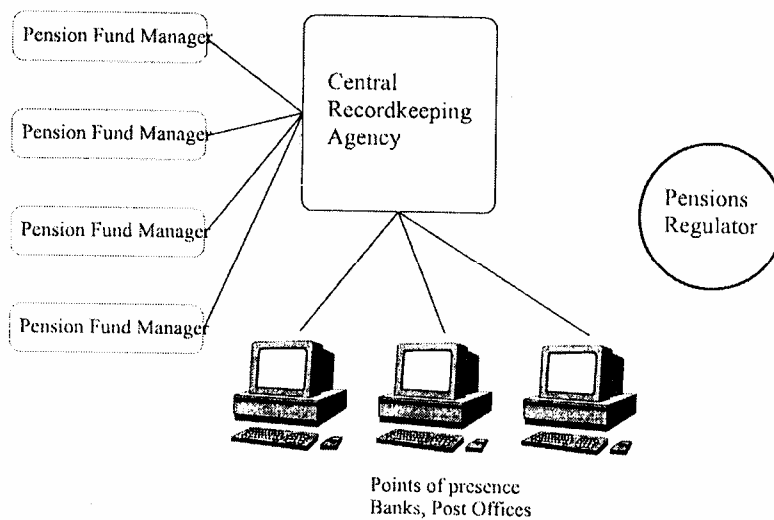 Pension Fund Manager
Pension Fund Manager
Pension Fund Manager
Pension Fund Manager
Central
Recordkeeping
Agency
Pensions
Regulator
Points of presence
Banks, Post Offices